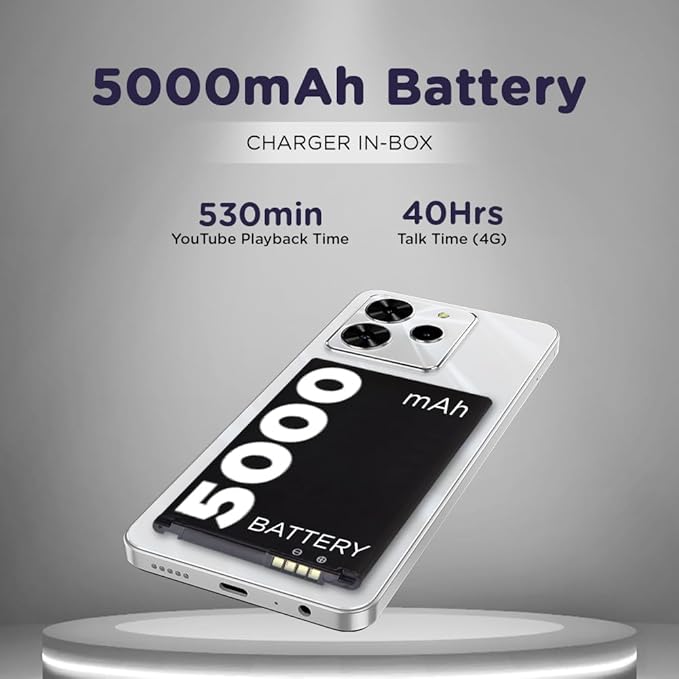 5000mAh Battery
CHARGER IN-BOX
530min
YouTube Playback Time
40Hrs
Talk Time (4G)
mAh
5000
BATTERY